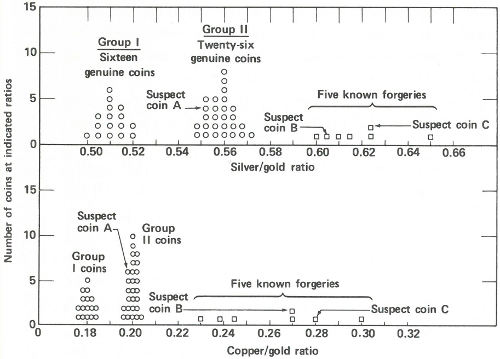 15
10
5
0
Group I
Sixteen
genuine coins
Group II
Twenty-six
genuine coins
Suspect
coin A
Five known forgeries
Suspect
coin B
Suspect coin C
0.50
0.52
0.54
0.56
0.58
0.60
0.62
0.64
0.66
Silver/gold ratio
Number of coins at indicated ratios
15
10
5
0
Suspect
coin A
Group
I coins
Group
II coins
Five known forgeries
Suspect
coin B
Suspect coin C
0.18
0.20
0.22
0.24
0.26
0.28
0.30
0.32
Copper/gold ratio